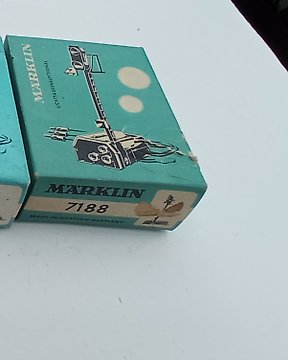 MÄRKLIN
MÄRKLIN
7188
MADE IN WESTERN GERMANY